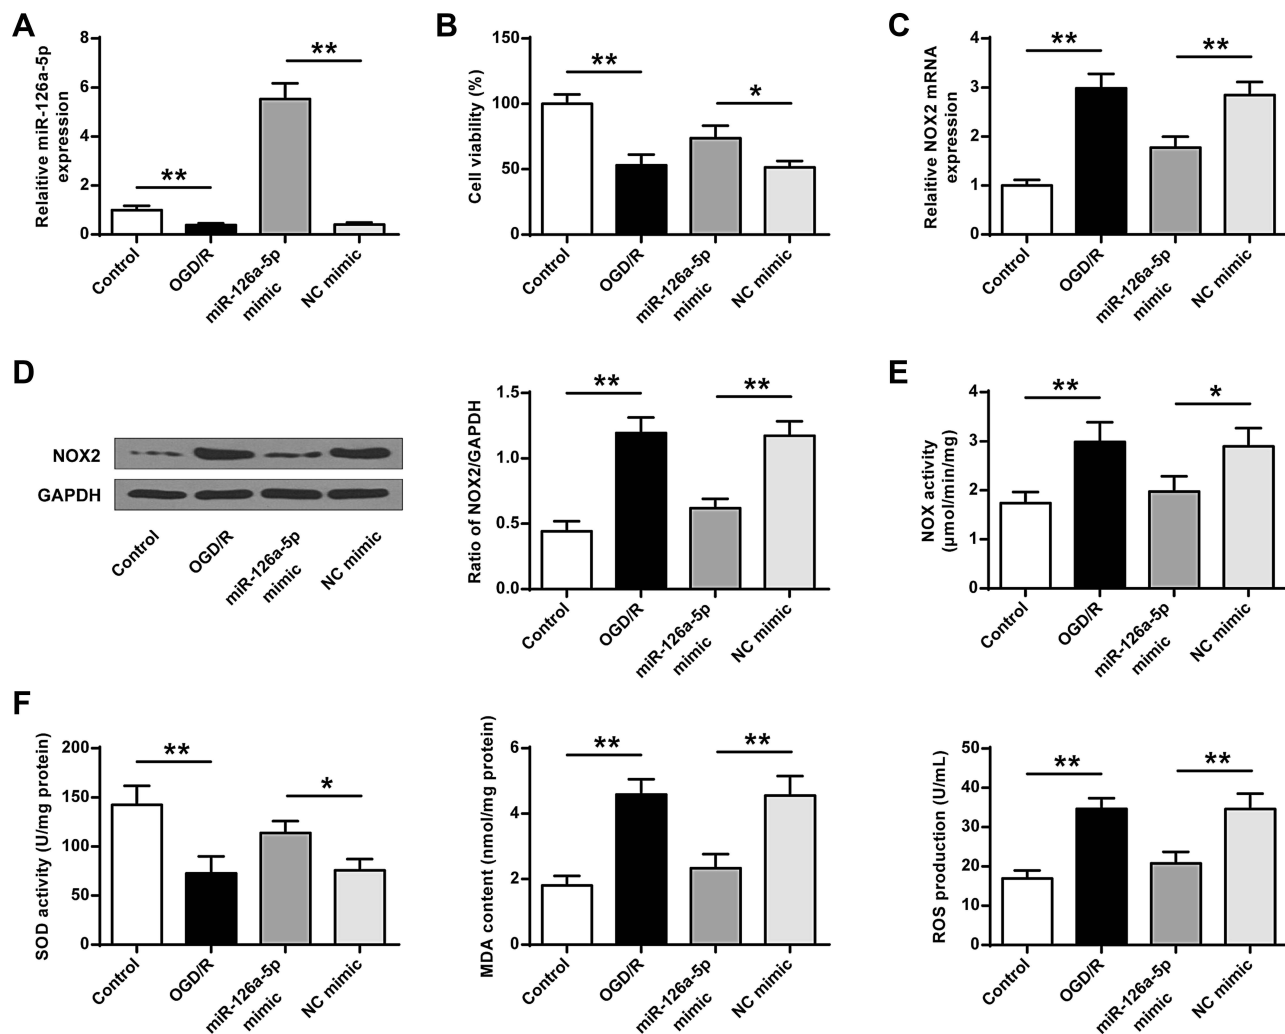 A
Relaitive miR-126a-5p
expression
8
6
4
2
0
**
**
Control
OGD/R
miR-126a-5p
mimic
NC mimic
B
Cell viability (%)
150
100
50
0
**
*
Control
OGD/R
miR-126a-5p
mimic
NC mimic
C
Relaitive NOX2 mRNA
expression
4
3
2
1
0
**
**
Control
OGD/R
miR-126a-5p
mimic
NC mimic
D
NOX2
GAPDH
Control
OGD/R
miR-126a-5p
mimic
NC mimic
Ratio of NOX2/GAPDH
1.5
1.0
0.5
0.0
**
**
Control
OGD/R
miR-126a-5p
mimic
NC mimic
E
NOX activity
(μmol/min/mg)
4
3
2
1
0
**
*
Control
OGD/R
miR-126a-5p
mimic
NC mimic
F
SOD activity (U/mg protein)
200
150
100
50
0
**
*
Control
OGD/R
miR-126a-5p
mimic
NC mimic
MDA content (nmol/mg protein)
6
4
2
0
**
**
Control
OGD/R
miR-126a-5p
mimic
NC mimic
ROS production (U/mL)
50
40
30
20
10
0
**
**
Control
OGD/R
miR-126a-5p
mimic
NC mimic